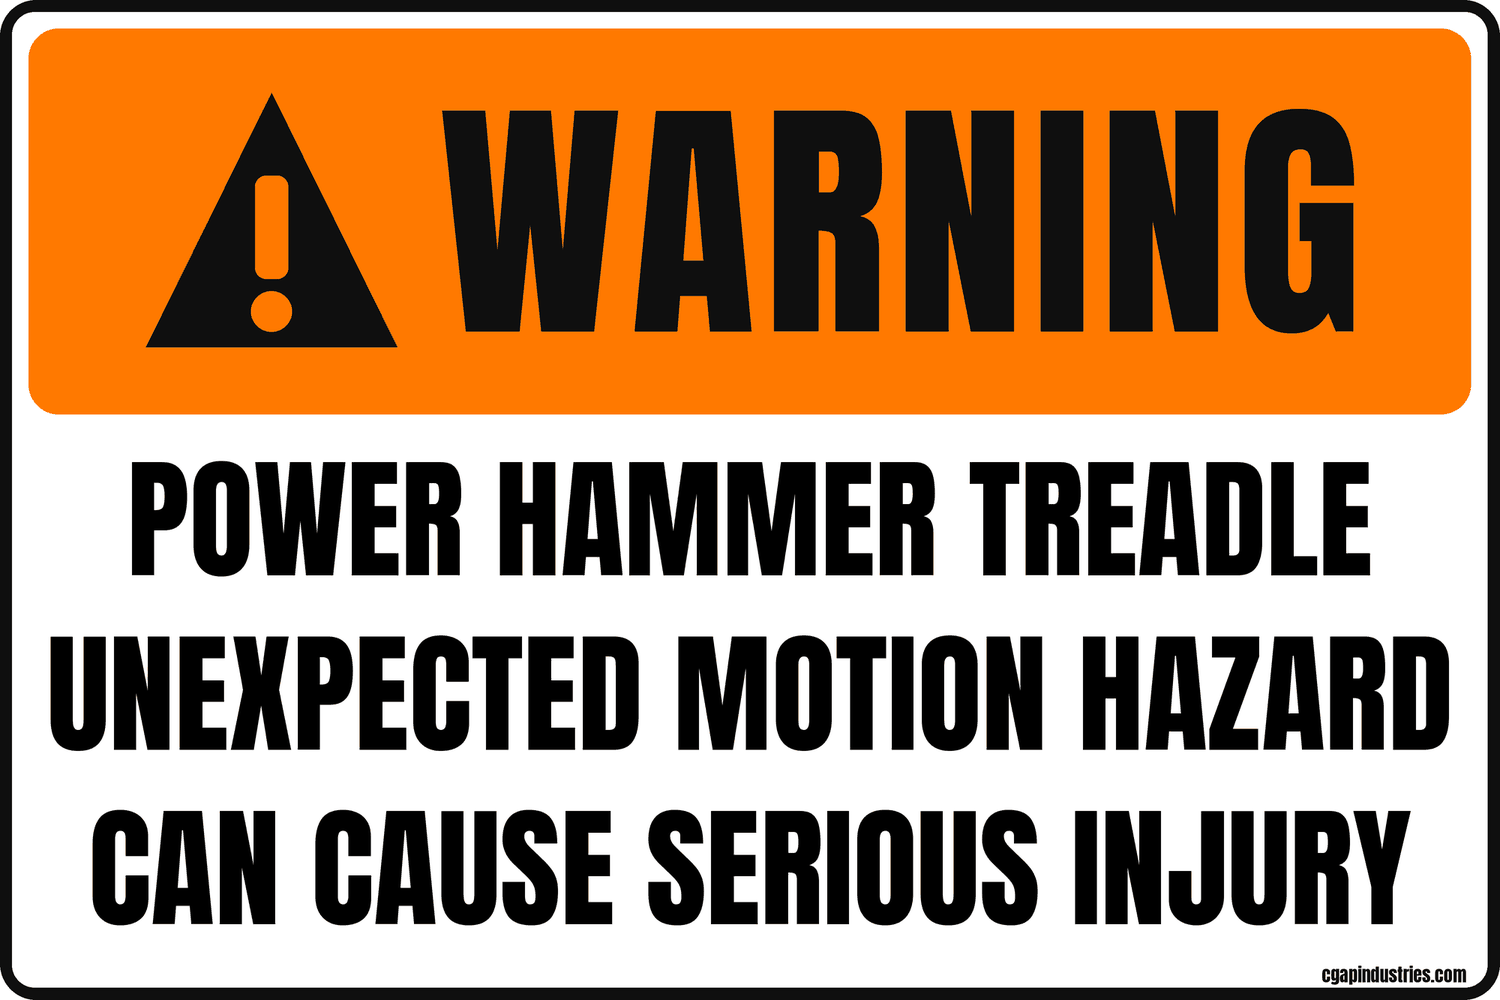 WARNING
POWER HAMMER TREADLE
UNEXPECTED MOTION HAZARD
CAN CAUSE SERIOUS INJURY
cgapindustries.com